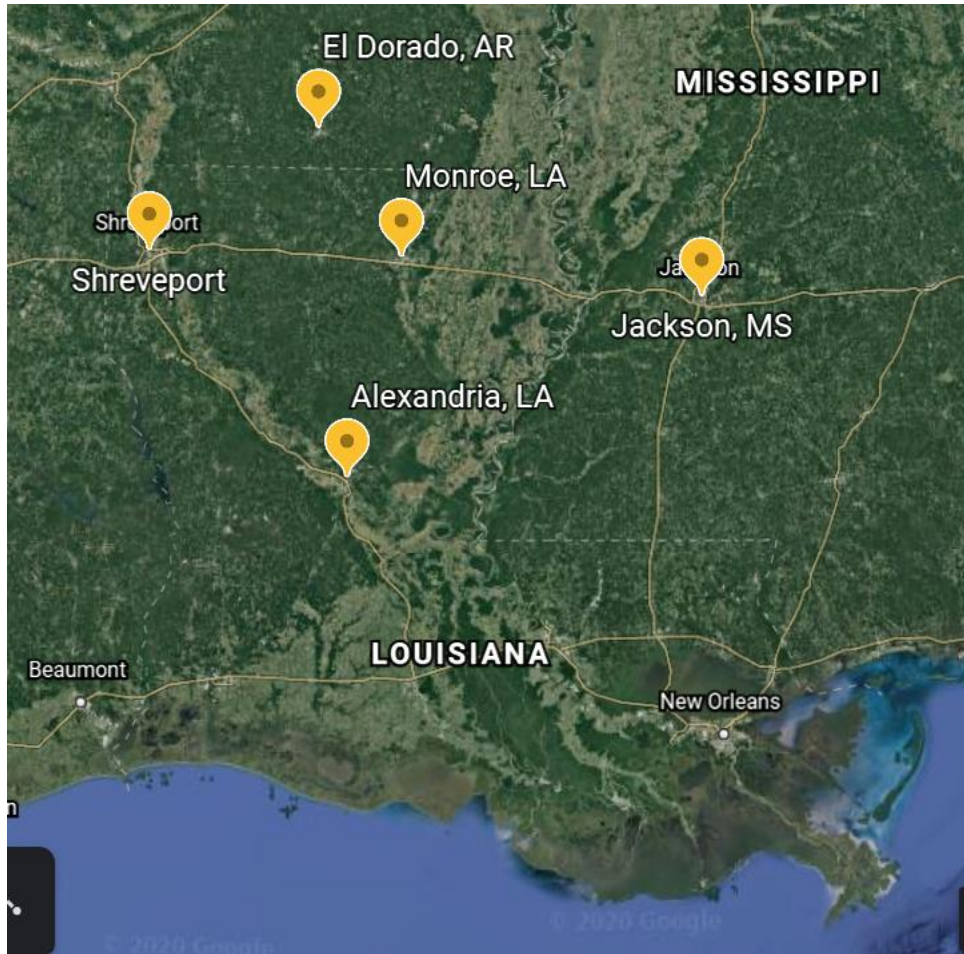 El Dorado, AR
MISSISSIPPI
Monroe, LA
Shreveport
Jackson, MS
Alexandria, LA
LOUISIANA
Beaumont
New Orleans
n
© 2020 Google
© 2020 Google